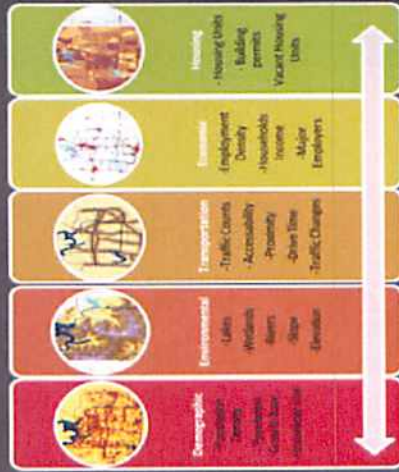 Demographic
Environmental
-Lakes
-Wetlands
-Rivers
-Slope
-Elevation
Transportation
-Traffic Counts
- Accessability
-Proximity
-Drive Time
-Traffic Changes
Economic
-Employment
Density
-Households
Income
-Major
Employers
Housing
- Housing Units
- Building
permits
Vacant Housing
Units